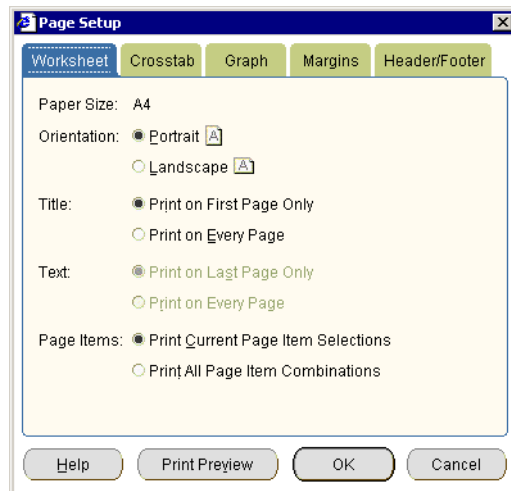 Page Setup
Worksheet Crosstab Graph Margins Header/Footer
Paper Size: A4
Orientation: Portrait A
Landscape A
Title: Print on First Page Only
Print on Every Page
Text: Print on Last Page Only
Print on Every Page
Page Items: Print Current Page Item Selections
Print All Page Item Combinations
Help Print Preview OK Cancel